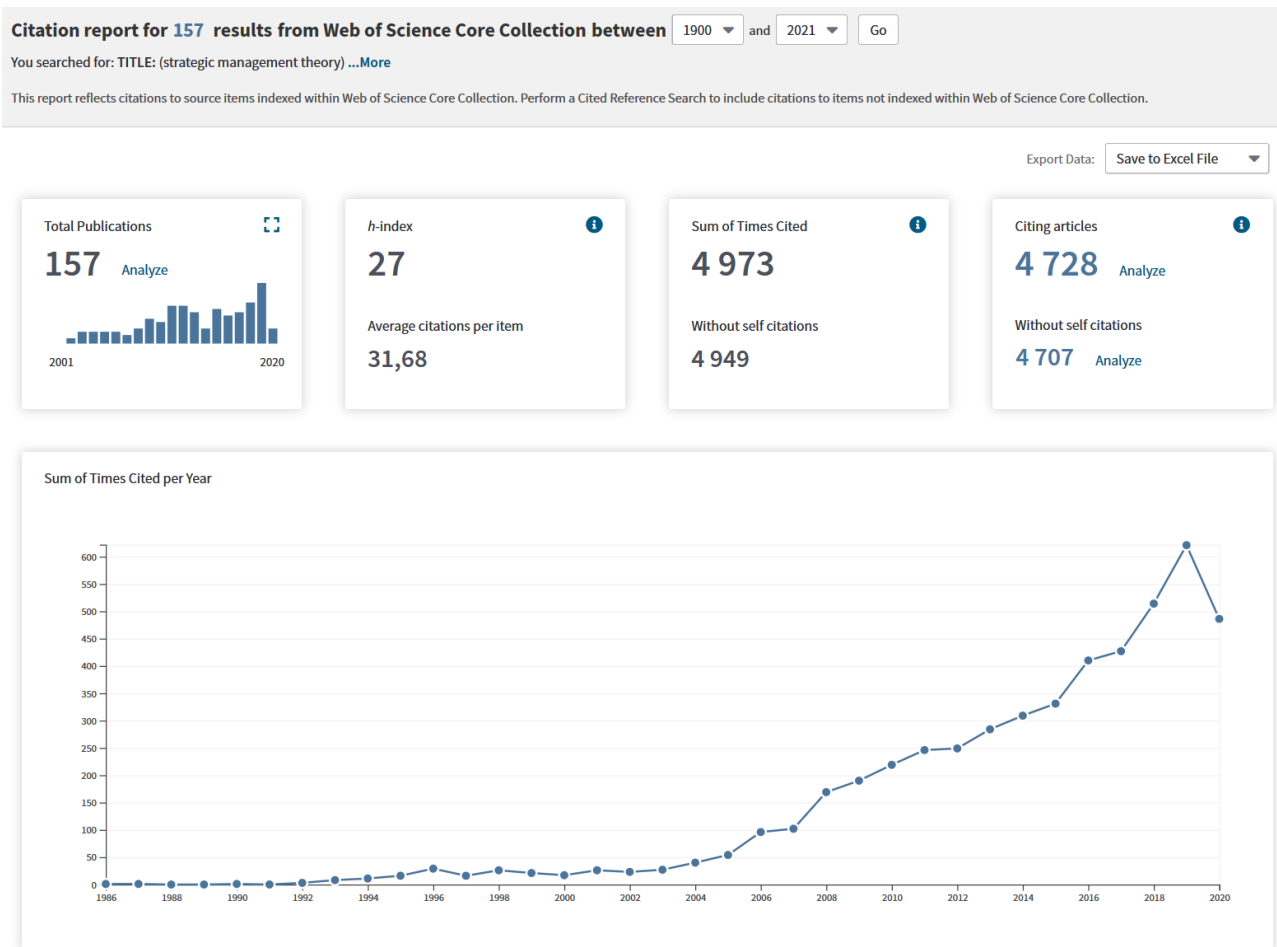 Citation report for 157 results from Web of Science Core Collection between 1900 and 2021 Go
You searched for: TITLE: (strategic management theory) ...More
This report reflects citations to source items indexed within Web of Science Core Collection. Perform a Cited Reference Search to include citations to items not indexed within Web of Science Core Collection.
Export Data: Save to Excel File
Total Publications
157 Analyze
2001 2020
h-index
27
Average citations per item
31,68
Sum of Times Cited
4 973
Without self citations
4 949
Citing articles
4 728 Analyze
Without self citations
4 707 Analyze
Sum of Times Cited per Year
600
550
500
450
400
350
300
250
200
150
100
50
0
1986 1988 1990 1992 1994 1996 1998 2000 2002 2004 2006 2008 2010 2012 2014 2016 2018 2020